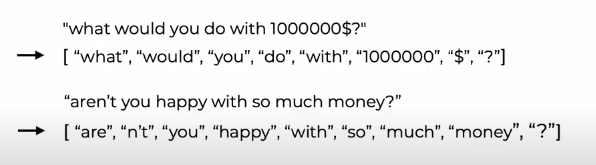 "what would you do with 1000000$?"
[ “what”, “would”, “you”, “do”, “with”, “1000000”, “$”, “?”]
“aren’t you happy with so much money?”
[ “are”, “n’t”, “you”, “happy”, “with”, “so”, “much”, “money”, “?”]